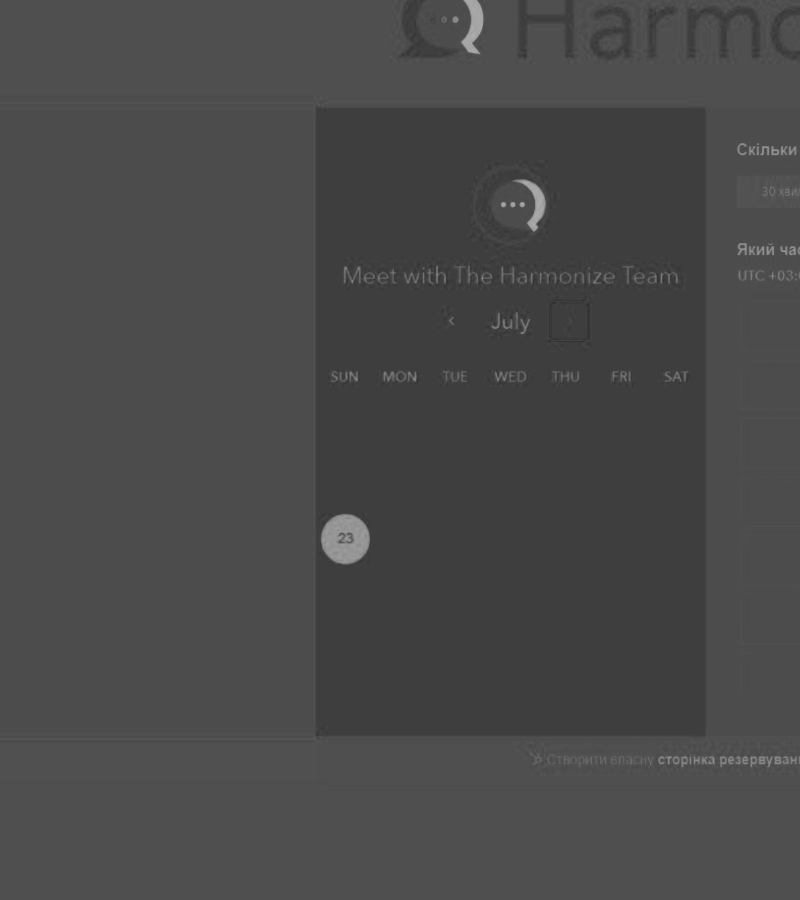 Harmo
Meet with The Harmonize Team
‹ July
SUN MON TUE WED THU FRI SAT
23
Скільки
30 хви
Який час
UTC +03:
Створити власну сторінка резервуван